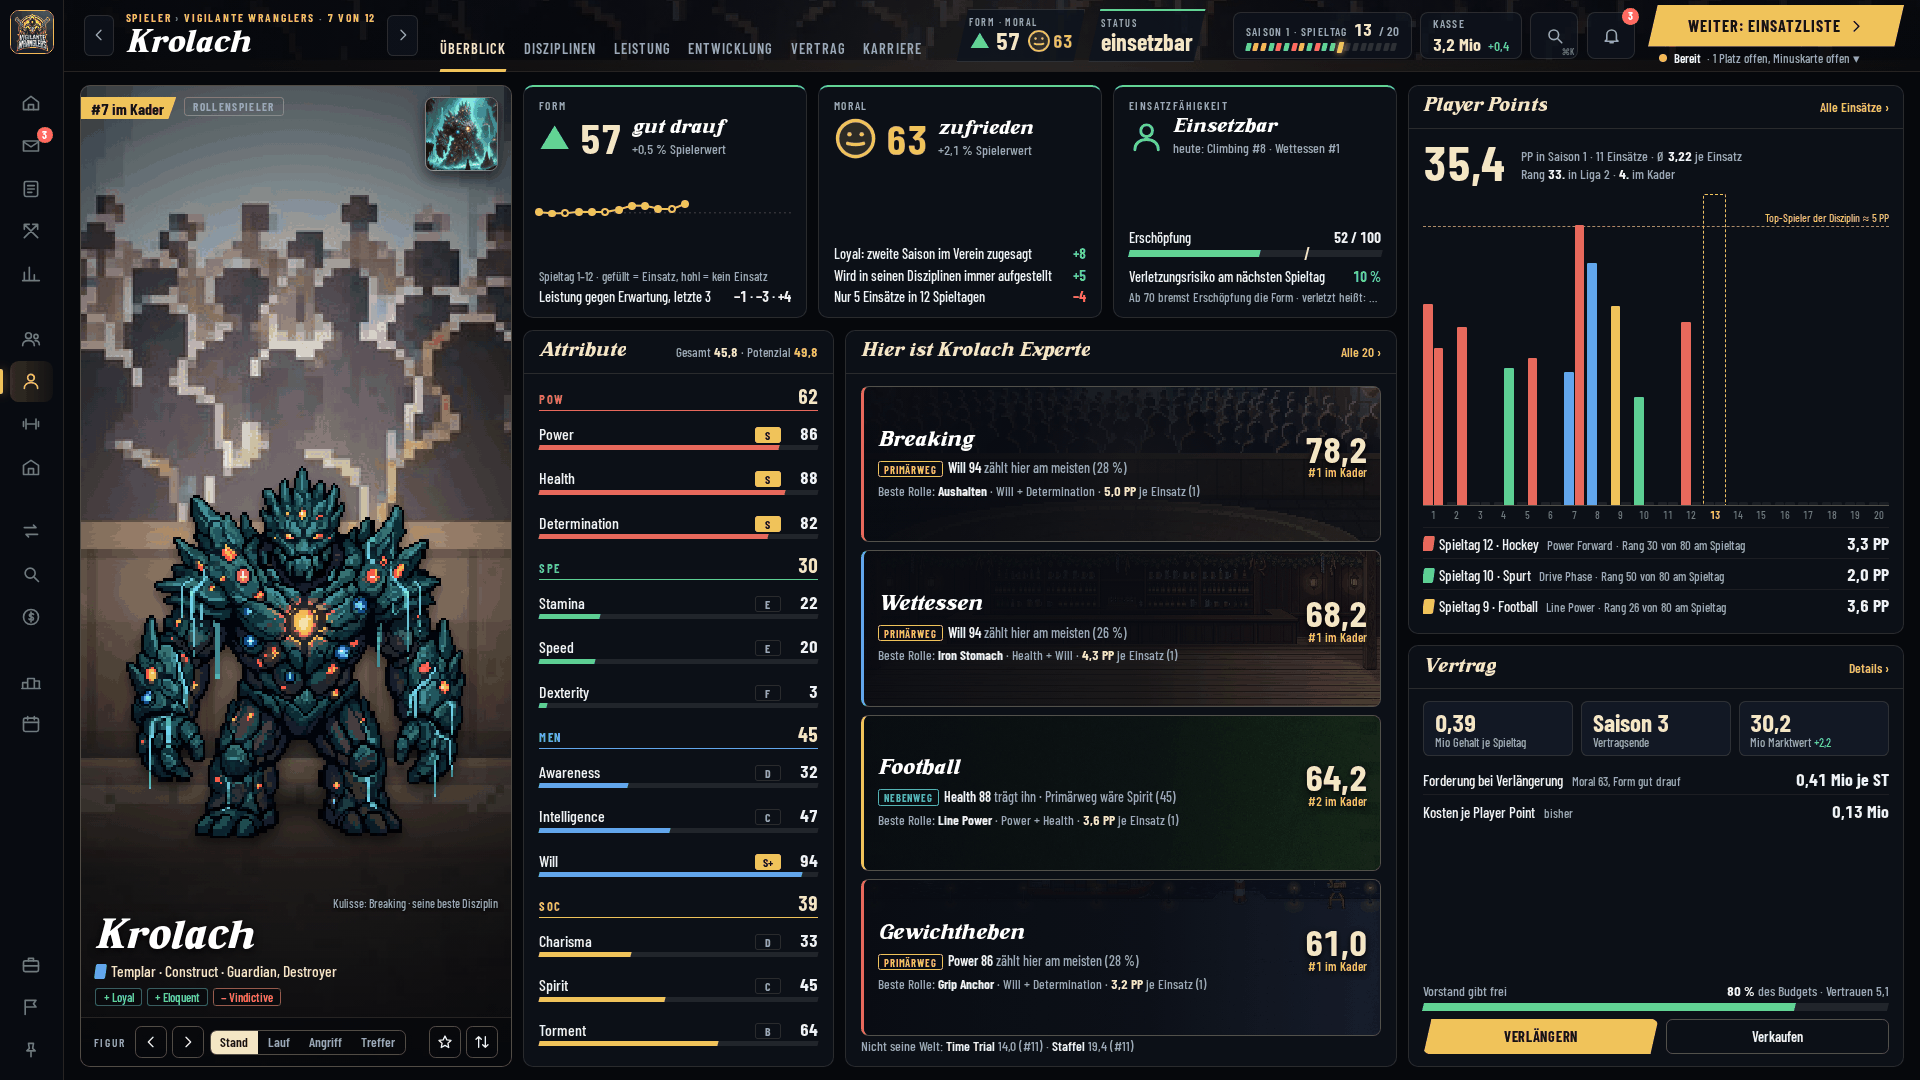 SPIELER › VIGILANTE WRANGLERS · 7 VON 12
Krolach
ÜBERBLICK
DISZIPLINEN
LEISTUNG
ENTWICKLUNG
VERTRAG
KARRIERE
FORM · MORAL
57
63
STATUS
einsetzbar
SAISON 1 · SPIELTAG 13 / 20
KASSE
3,2 Mio +0,4
⌘K
3
WEITER: EINSATZLISTE
Bereit · 1 Platz offen, Minuskarte offen ▾
3
#7 im Kader
ROLLENSPIELER
Kulisse: Breaking · seine beste Disziplin
Krolach
Templar · Construct · Guardian, Destroyer
+ Loyal
+ Eloquent
– Vindictive
FIGUR
Stand
Lauf
Angriff
Treffer
FORM
57
gut drauf
+0,5 % Spielerwert
Spieltag 1–12 · gefüllt = Einsatz, hohl = kein Einsatz
Leistung gegen Erwartung, letzte 3 −1 · −3 · +4
MORAL
63
zufrieden
+2,1 % Spielerwert
Loyal: zweite Saison im Verein zugesagt +8
Wird in seinen Disziplinen immer aufgestellt +5
Nur 5 Einsätze in 12 Spieltagen −4
EINSATZFÄHIGKEIT
Einsetzbar
heute: Climbing #8 · Wettessen #1
Erschöpfung 52 / 100
Verletzungsrisiko am nächsten Spieltag 10 %
Ab 70 bremst Erschöpfung die Form · verletzt heißt: ...
Attribute
Gesamt 45,8 · Potenzial 49,8
POW 62
Power S 86
Health S 88
Determination S 82
SPE 30
Stamina E 22
Speed E 20
Dexterity F 3
MEN 45
Awareness D 32
Intelligence C 47
Will S+ 94
SOC 39
Charisma D 33
Spirit C 45
Torment B 64
Hier ist Krolach Experte
Alle 20 ›
Breaking
PRIMÄRWEG Will 94 zählt hier am meisten (28 %)
Beste Rolle: Aushalten · Will + Determination · 5,0 PP je Einsatz (1)
78,2
#1 im Kader
Wettessen
PRIMÄRWEG Will 94 zählt hier am meisten (26 %)
Beste Rolle: Iron Stomach · Health + Will · 4,3 PP je Einsatz (1)
68,2
#1 im Kader
Football
NEBENWEG Health 88 trägt ihn · Primärweg wäre Spirit (45)
Beste Rolle: Line Power · Power + Health · 3,6 PP je Einsatz (1)
64,2
#2 im Kader
Gewichtheben
PRIMÄRWEG Power 86 zählt hier am meisten (28 %)
Beste Rolle: Grip Anchor · Will + Determination · 3,2 PP je Einsatz (1)
61,0
#1 im Kader
Nicht seine Welt: Time Trial 14,0 (#11) · Staffel 19,4 (#11)
Player Points
Alle Einsätze ›
35,4
PP in Saison 1 · 11 Einsätze · Ø 3,22 je Einsatz
Rang 33. in Liga 2 · 4. im Kader
Top-Spieler der Disziplin ≈ 5 PP
1 2 3 4 5 6 7 8 9 10 11 12 13 14 15 16 17 18 19 20
Spieltag 12 · Hockey Power Forward · Rang 30 von 80 am Spieltag 3,3 PP
Spieltag 10 · Spurt Drive Phase · Rang 50 von 80 am Spieltag 2,0 PP
Spieltag 9 · Football Line Power · Rang 26 von 80 am Spieltag 3,6 PP
Vertrag
Details ›
0,39
Mio Gehalt je Spieltag
Saison 3
Vertragsende
30,2
Mio Marktwert +2,2
Forderung bei Verlängerung Moral 63, Form gut drauf 0,41 Mio je ST
Kosten je Player Point bisher 0,13 Mio
Vorstand gibt frei 80 % des Budgets · Vertrauen 5,1
VERLÄNGERN
Verkaufen